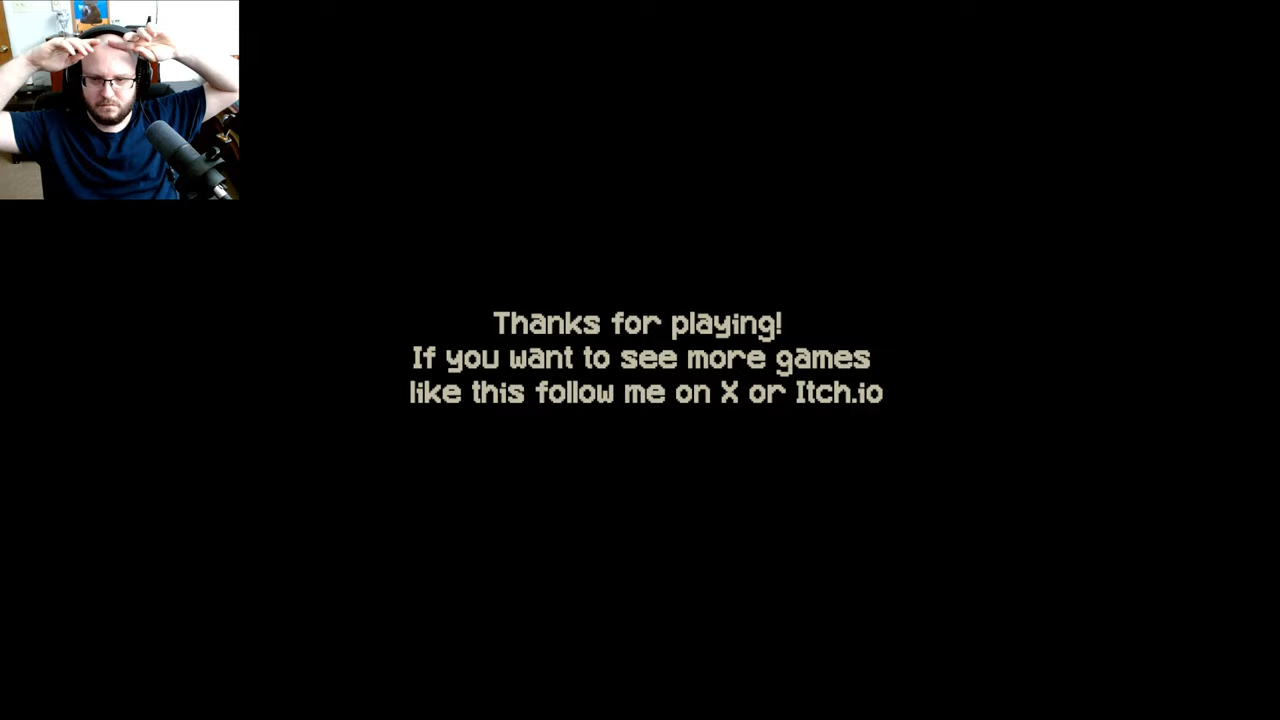 Thanks for playing!
If you want to see more games
like this follow me on X or Itch.io